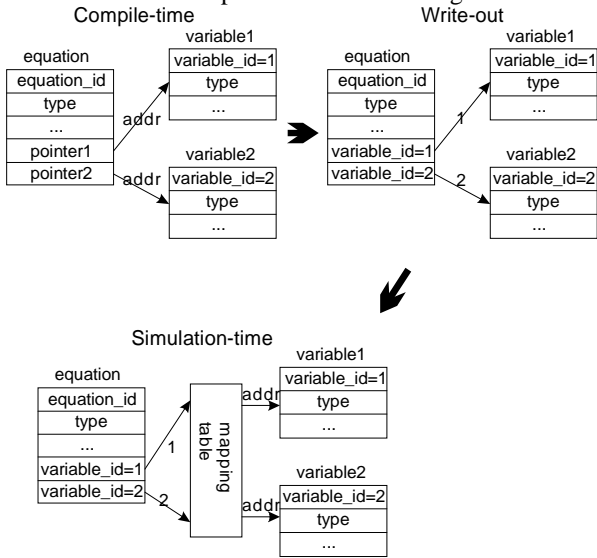 Compile-time
equation
equation_id
type
...
pointer1
pointer2
addr
addr
variable1
variable_id=1
type
...
variable2
variable_id=2
type
...
Write-out
equation
equation_id
type
...
variable_id=1
variable_id=2
1
2
variable1
variable_id=1
type
...
variable2
variable_id=2
type
...
Simulation-time
equation
equation_id
type
...
variable_id=1
variable_id=2
1
2
mapping
table
addr
addr
variable1
variable_id=1
type
...
variable2
variable_id=2
type
...